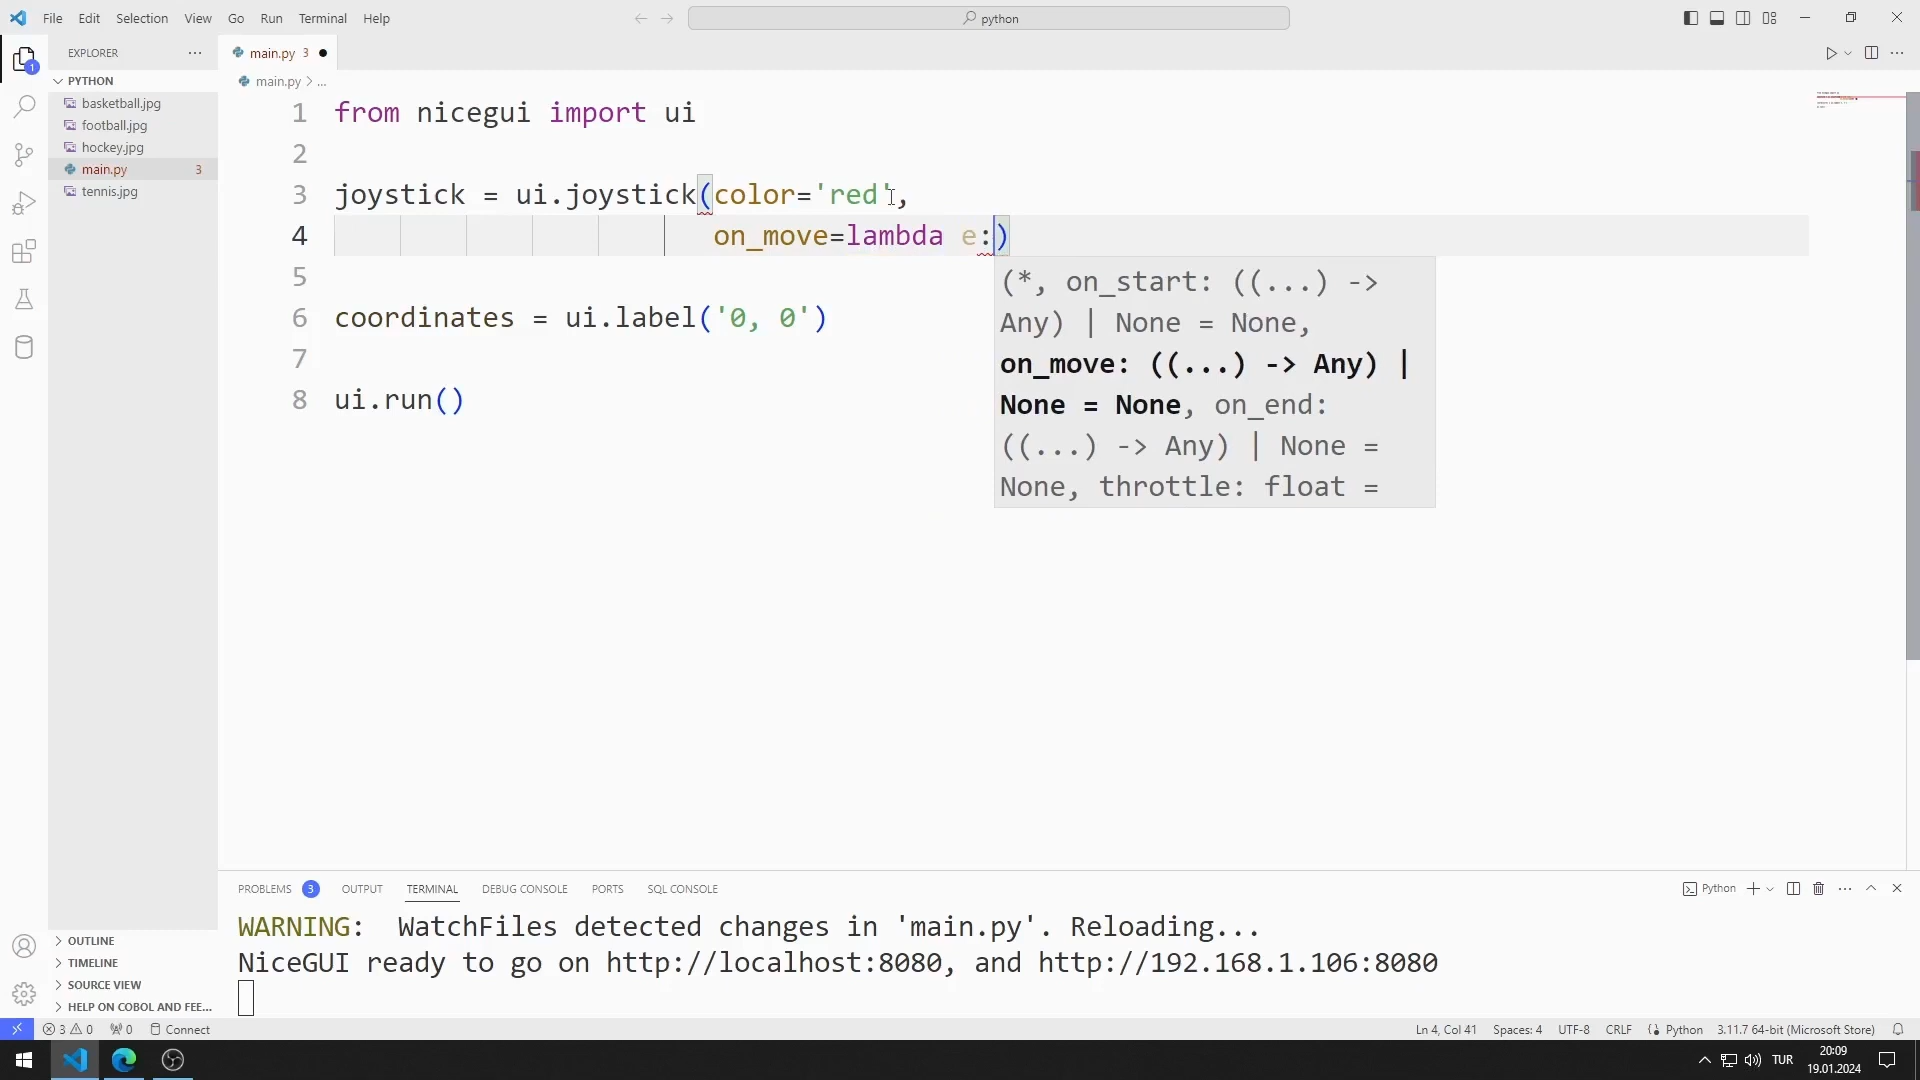 File Edit Selection View Go Run Terminal Help
python
EXPLORER
PYTHON
basketball.jpg
football.jpg
hockey.jpg
main.py 3
tennis.jpg
OUTLINE
TIMELINE
SOURCE VIEW
HELP ON COBOL AND FEE...
1
main.py 3
main.py > ...
1 from nicegui import ui
2
3 joystick = ui.joystick(color='red',
4 on_move=lambda e:)
5
6 coordinates = ui.label('0, 0')
7
8 ui.run()
(*, on_start: ((...) ->
Any) | None = None,
on_move: ((...) -> Any) |
None = None, on_end:
((...) -> Any) | None =
None, throttle: float =
PROBLEMS 3 OUTPUT TERMINAL DEBUG CONSOLE PORTS SQL CONSOLE
Python
WARNING:  WatchFiles detected changes in 'main.py'. Reloading...
NiceGUI ready to go on http://localhost:8080, and http://192.168.1.106:8080
3 0 0 Connect
Ln 4, Col 41 Spaces: 4 UTF-8 CRLF Python 3.11.7 64-bit (Microsoft Store)
TUR
20:09
19.01.2024